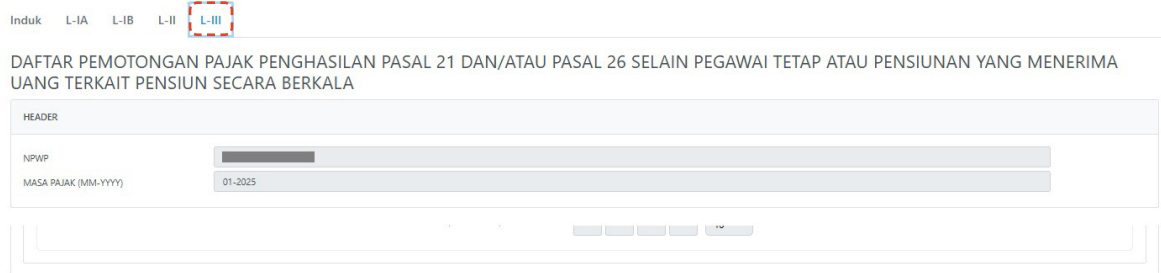 Induk L-IA L-IB L-II L-III
DAFTAR PEMOTONGAN PAJAK PENGHASILAN PASAL 21 DAN/ATAU PASAL 26 SELAIN PEGAWAI TETAP ATAU PENSIUNAN YANG MENERIMA
UANG TERKAIT PENSIUN SECARA BERKALA
HEADER
NPWP
MASA PAJAK (MM-YYYY) 01-2025